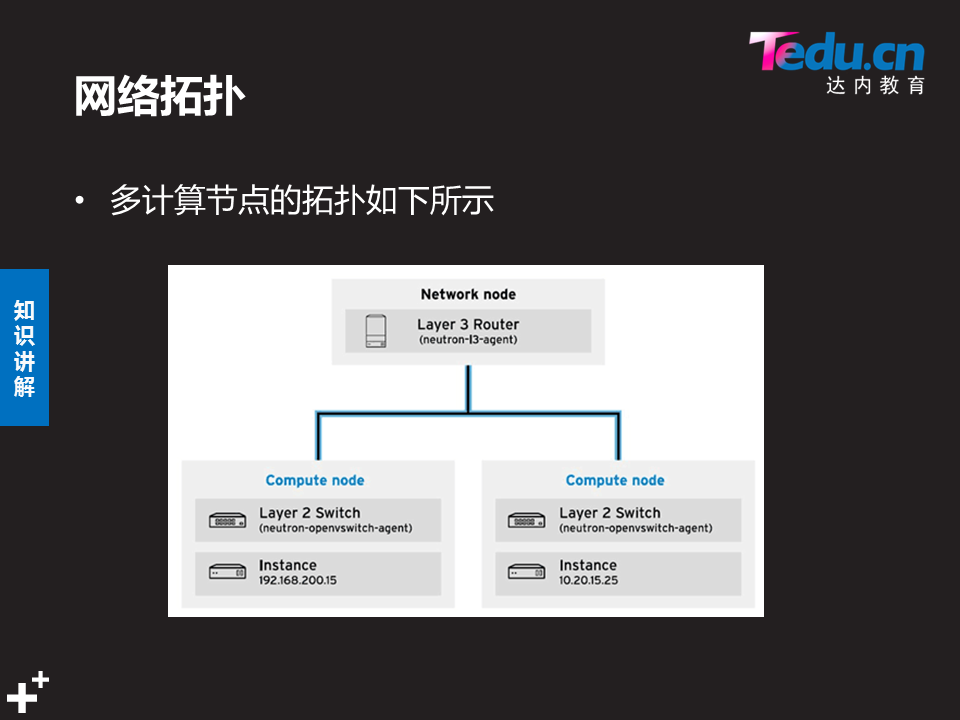 Tedu.cn
达内教育
网络拓扑
• 多计算节点的拓扑如下所示
知识讲解
Network node
Layer 3 Router
(neutron-l3-agent)
Compute node
Layer 2 Switch
(neutron-openvswitch-agent)
Instance
192.168.200.15
Compute node
Layer 2 Switch
(neutron-openvswitch-agent)
Instance
10.20.15.25